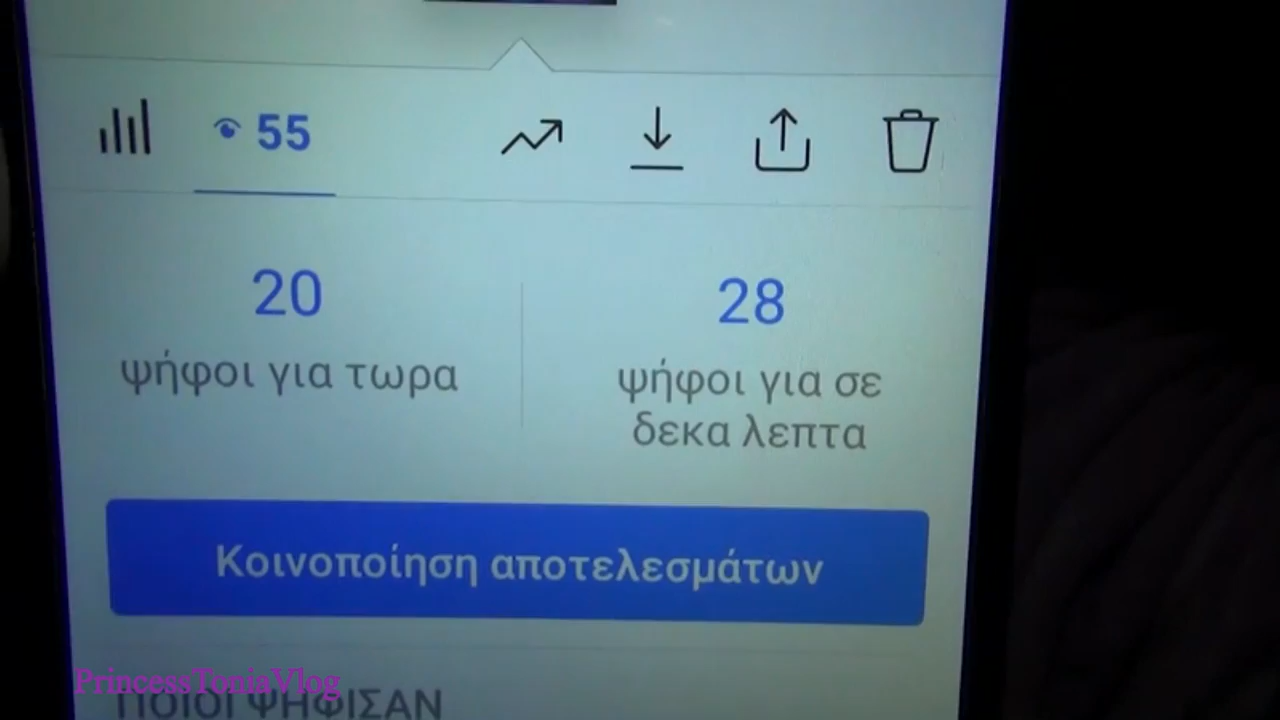 55
20
28
ψήφοι για τωρα
ψήφοι για σε
δεκα λεπτα
Κοινοποίηση αποτελεσμάτων
PrincessToniaVlog
ΠΟΙΟΙ ΨΗΦΙΣΑΝ